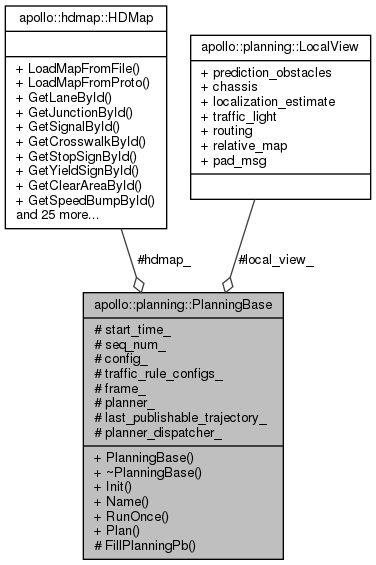 apollo::hdmap::HDMap
+ LoadMapFromFile()
+ LoadMapFromProto()
+ GetLaneById()
+ GetJunctionById()
+ GetSignalById()
+ GetCrosswalkById()
+ GetStopSignById()
+ GetYieldSignById()
+ GetClearAreaById()
+ GetSpeedBumpById()
and 25 more...
apollo::planning::LocalView
+ prediction_obstacles
+ chassis
+ localization_estimate
+ traffic_light
+ routing
+ relative_map
+ pad_msg
#hdmap_
#local_view_
apollo::planning::PlanningBase
# start_time_
# seq_num_
# config_
# traffic_rule_configs_
# frame_
# planner_
# last_publishable_trajectory_
# planner_dispatcher_
+ PlanningBase()
+ ~PlanningBase()
+ Init()
+ Name()
+ RunOnce()
+ Plan()
# FillPlanningPb()